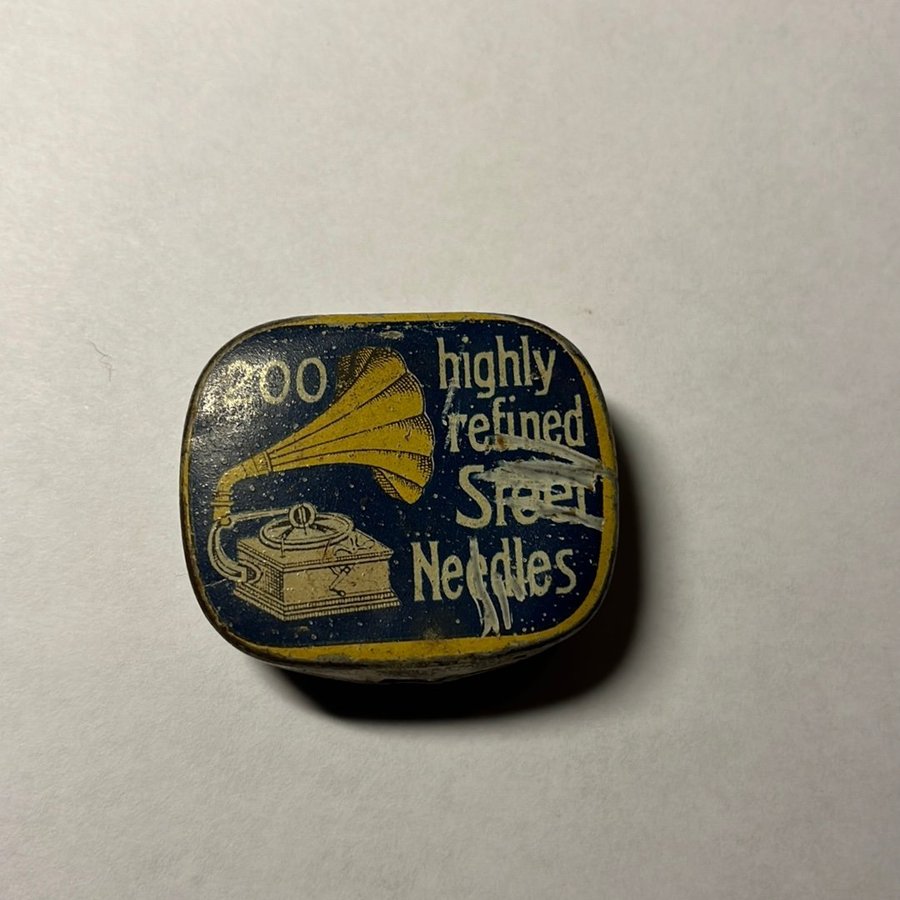 200
highly
refined
Steel
Needles